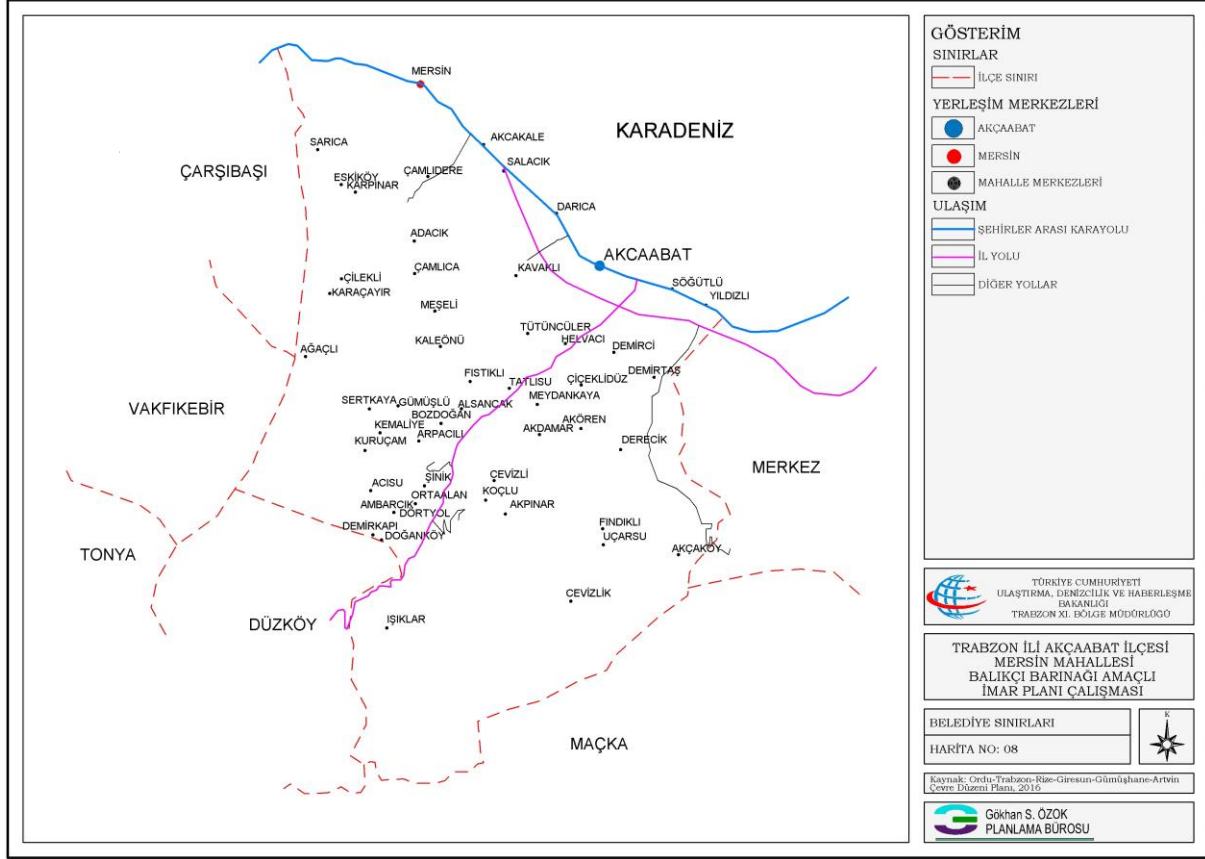 MERSİN
KARADENİZ
AKCAKALE
SARICA
SALACIK
ÇARŞIBAŞI
ÇAMLIDERE
ESKİKÖY
KARPINAR
DARICA
ADACIK
AKCAABAT
KAVAKLI
ÇAMLICA
ÇİLEKLİ
SÖĞÜTLÜ
KARAÇAYIR
YILDIZLI
MEŞELİ
TÜTÜNCÜLER
KALEÖNÜ
HELVACI
AĞAÇLI
DEMİRCİ
FISTIKLI
TATLISU
ÇİÇEKLİDÜZ
DEMİRTAŞ
VAKFIKEBİR
SERTKAYA
GÜMÜŞLÜ
ALSANCAK
MEYDANKAYA
BOZDOĞAN
KEMALİYE
ARPACILI
AKDAMAR
AKÖREN
KURUÇAM
DERECİK
MERKEZ
ACISU
ŞİNİK
ÇEVİZLİ
ORTAALAN
KOÇLU
AMBARCIK
DÖRTYOL
AKPINAR
DEMİRKAPI
DOĞANKÖY
FINDIKLI
UÇARSU
TONYA
AKÇAKÖY
CEVİZLİK
DÜZKÖY
IŞIKLAR
MAÇKA
GÖSTERİM
SINIRLAR
İLÇE SINIRI
YERLEŞİM MERKEZLERİ
AKÇAABAT
MERSİN
MAHALLE MERKEZLERİ
ULAŞIM
ŞEHİRLER ARASI KARAYOLU
İL YOLU
DİĞER YOLLAR
TÜRKİYE CUMHURİYETİ
ULAŞTIRMA, DENİZCİLİK VE HABERLEŞME
BAKANLIĞI
TRABZON XI. BÖLGE MÜDÜRLÜĞÜ
TRABZON İLİ AKÇAABAT İLÇESİ
MERSİN MAHALLESİ
BALIKÇI BARINAĞI AMAÇLI
İMAR PLANI ÇALIŞMASI
BELEDİYE SINIRLARI
HARİTA NO: 08
K
Kaynak: Ordu-Trabzon-Rize-Giresun-Gümüşhane-Artvin
Çevre Düzeni Planı, 2016
Gökhan S. ÖZOK
PLANLAMA BÜROSU